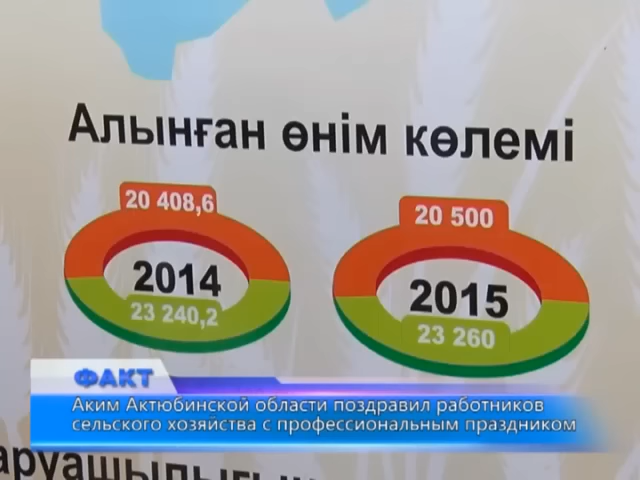 Алынған өнім көлемі
20 408,6
2014
23 240,2
20 500
2015
23 260
ФАКТ
Аким Актюбинской области поздравил работников
сельского хозяйства с профессиональным праздником